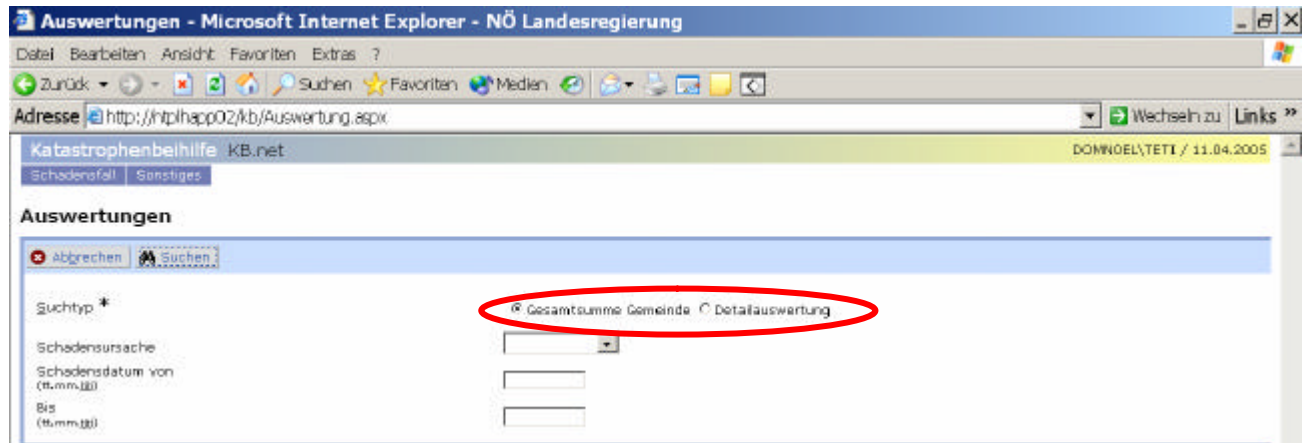 Auswertungen - Microsoft Internet Explorer - NÖ Landesregierung
Datei Bearbeiten Ansicht Favoriten Extras ?
Zurück Suchen Favoriten Medien
Adresse http://ntplhapp02/kb/Auswertung.aspx Wechseln zu Links »
Katastrophenbeihilfe KB.net DOMNOEL\TETI / 11.04.2005
Schadensfall Sonstiges
Auswertungen
Abbrechen Suchen
Suchtyp * Gesamtsumme Gemeinde Detailauswertung
Schadensursache
Schadensdatum von
(tt.mm.jjjj)
Bis
(tt.mm.jjjj)